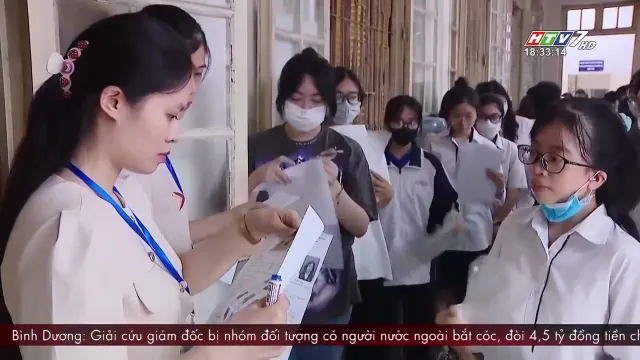 HTV7 HD
18:33:14
Bình Dương: Giải cứu giám đốc bị nhóm đối tượng có người nước ngoài bắt cóc, đòi 4,5 tỷ đồng tiền ch